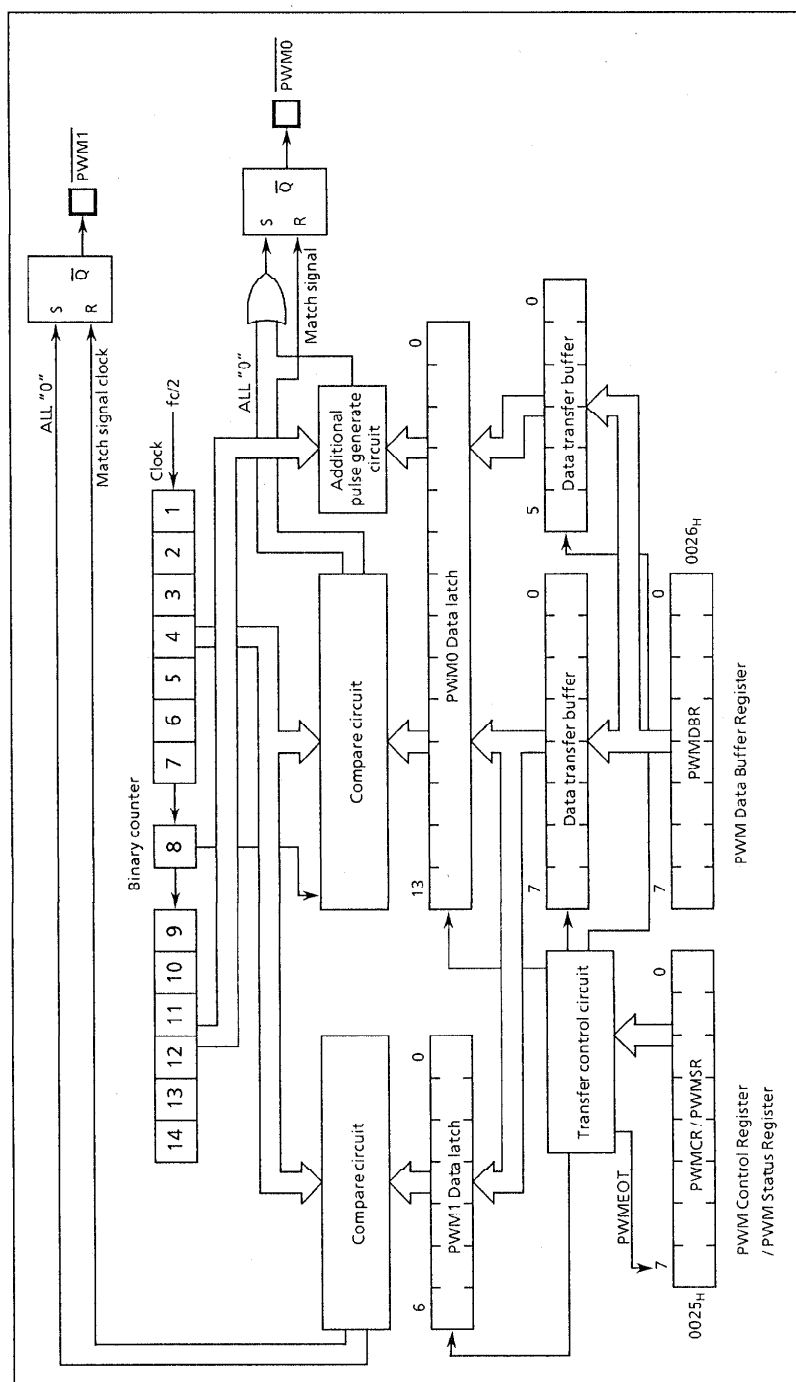 PWM1
PWM0
Q
S
R
Q
S
R
ALL "0"
Match signal clock
ALL "0"
Match signal
fc/2
Clock
Binary counter
14 13 12 11 10 9 8 7 6 5 4 3 2 1
Additional pulse generate circuit
Compare circuit
Compare circuit
6 PWM1 Data latch 0
13 PWM0 Data latch 0
7 Data transfer buffer 0
5 Data transfer buffer 0
Transfer control circuit
PWMEOT
7 PWMCR / PWMSR 0
0025H
7 PWMDBR 0
0026H
PWM Control Register
/ PWM Status Register
PWM Data Buffer Register